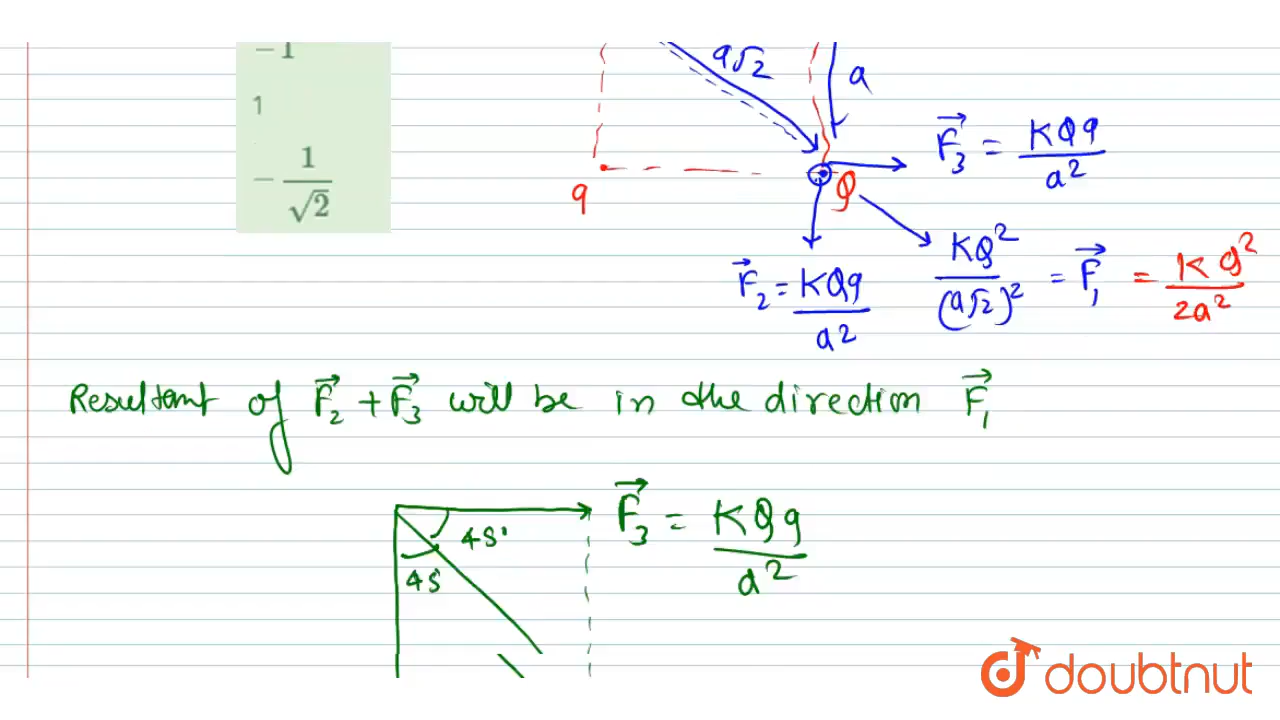 -1
1
-1/√2
a√2
a
F⃗₃ = KQq/a²
q
Q
F⃗₂ = KQq/a²
KQ²/(a√2)² = F⃗₁ = KQ²/2a²
Resultant of F⃗₂ + F⃗₃ will be in the direction F⃗₁
F⃗₃ = KQq/a²
45°
45
doubtnut